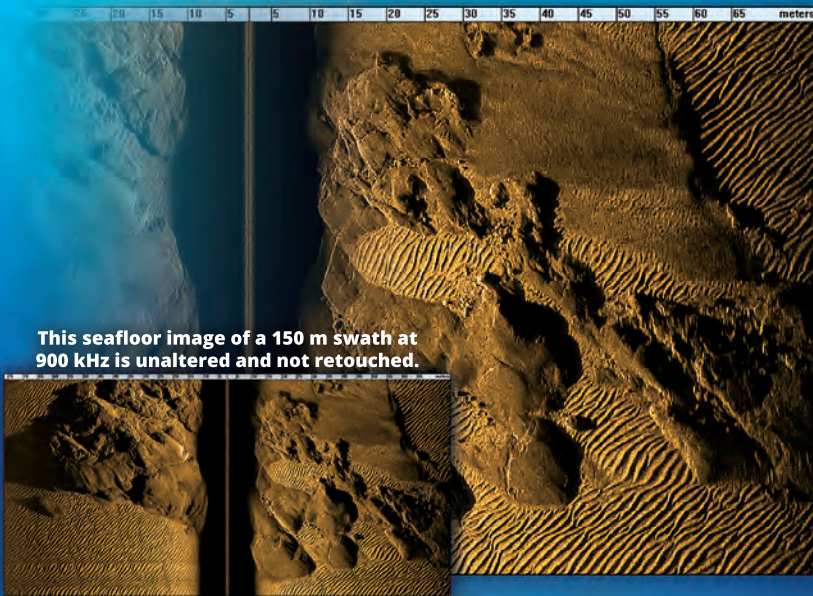 25 20 15 10 5 5 10 15 20 25 30 35 40 45 50 55 60 65 meters
This seafloor image of a 150 m swath at
900 kHz is unaltered and not retouched.